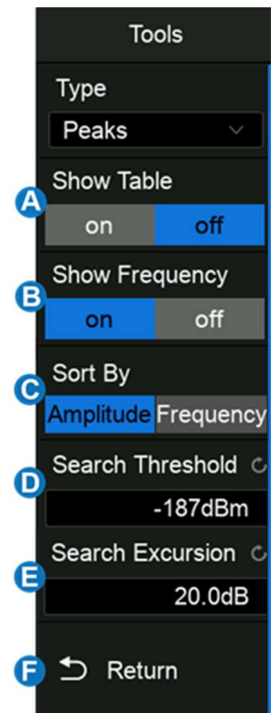 Tools
Type
Peaks
Show Table
A
on off
Show Frequency
B
on off
Sort By
C
Amplitude Frequency
Search Threshold
D
-187dBm
Search Excursion
E
20.0dB
F Return